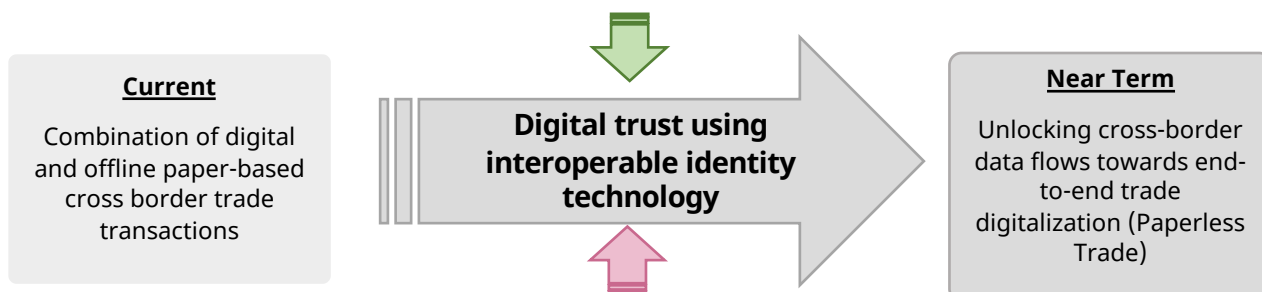 Current
Combination of digital
and offline paper-based
cross border trade
transactions
Digital trust using
interoperable identity
technology
Near Term
Unlocking cross-border
data flows towards end-
to-end trade
digitalization (Paperless
Trade)